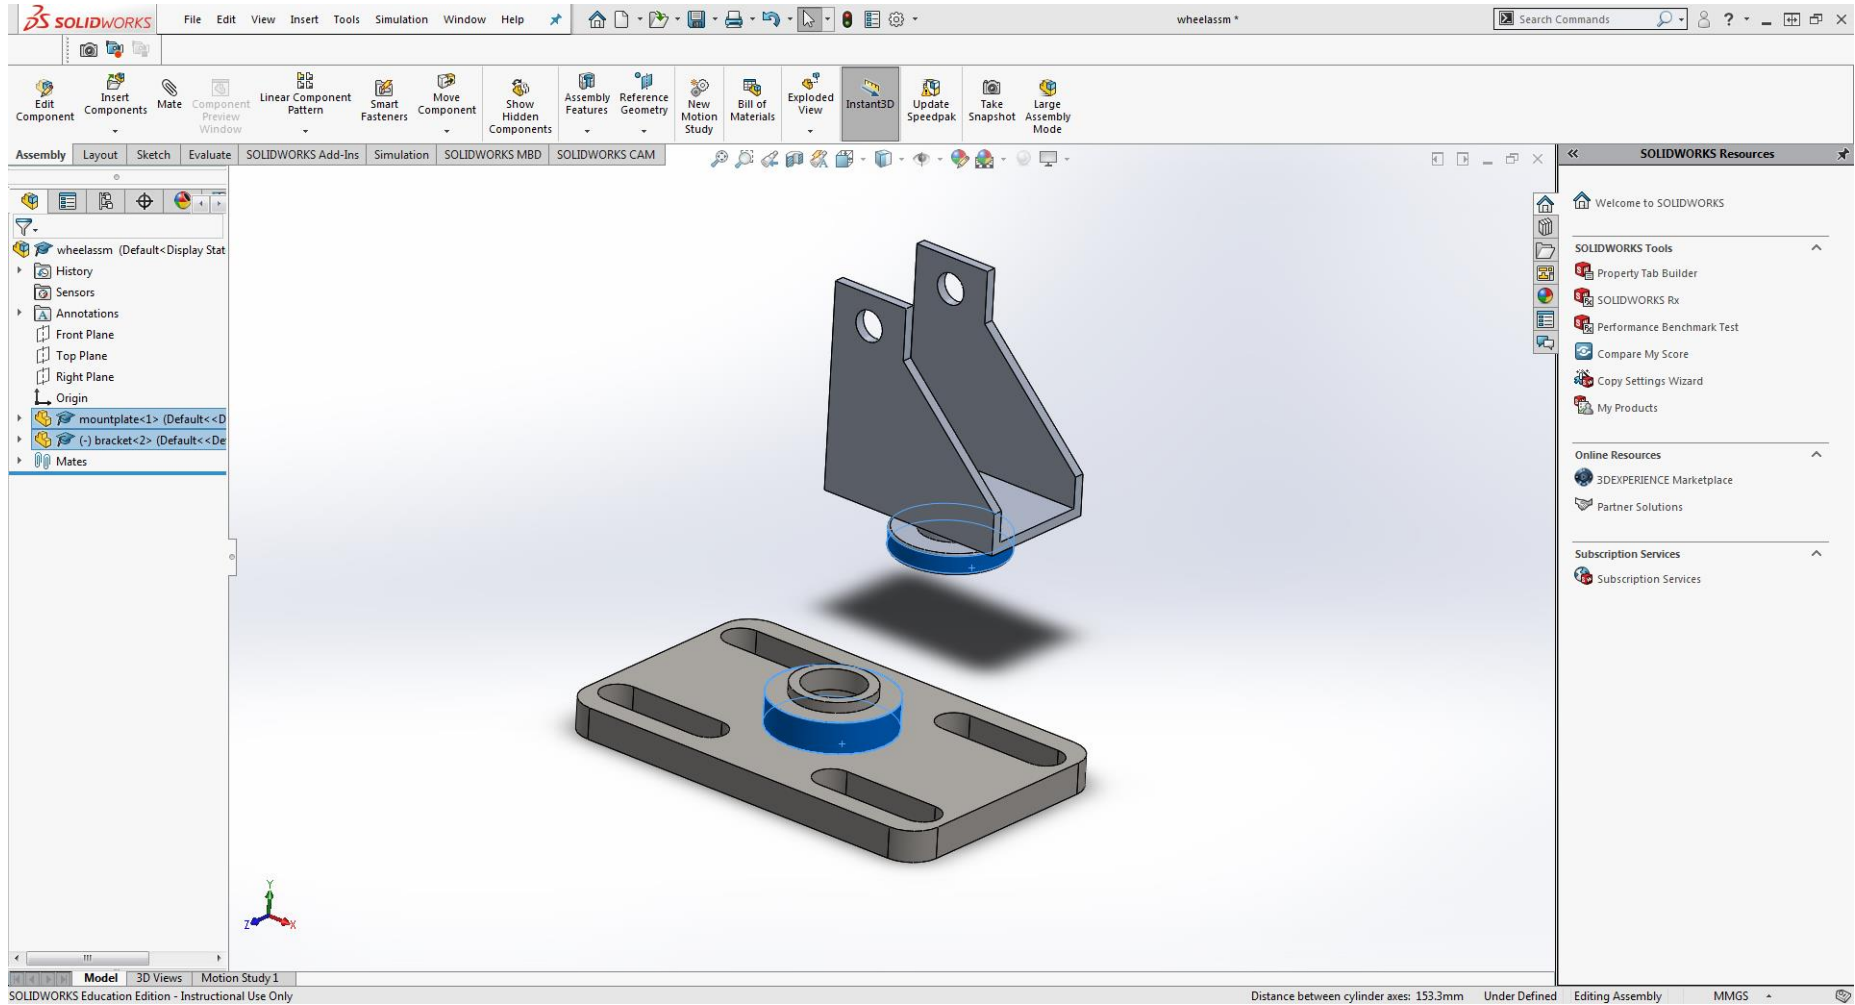 SOLIDWORKS File Edit View Insert Tools Simulation Window Help wheelassm * Search Commands ?
Edit Component
Insert Components
Mate
Component Preview Window
Linear Component Pattern
Smart Fasteners
Move Component
Show Hidden Components
Assembly Features
Reference Geometry
New Motion Study
Bill of Materials
Exploded View
Instant3D
Update Speedpak
Take Snapshot
Large Assembly Mode
Assembly Layout Sketch Evaluate SOLIDWORKS Add-Ins Simulation SOLIDWORKS MBD SOLIDWORKS CAM
wheelassm (Default<Display Stat
History
Sensors
Annotations
Front Plane
Top Plane
Right Plane
Origin
mountplate<1> (Default<<D
(-) bracket<2> (Default<<De
Mates
Y
Z
X
SOLIDWORKS Resources
Welcome to SOLIDWORKS
SOLIDWORKS Tools
Property Tab Builder
SOLIDWORKS Rx
Performance Benchmark Test
Compare My Score
Copy Settings Wizard
My Products
Online Resources
3DEXPERIENCE Marketplace
Partner Solutions
Subscription Services
Subscription Services
Model 3D Views Motion Study 1
SOLIDWORKS Education Edition - Instructional Use Only Distance between cylinder axes: 153.3mm Under Defined Editing Assembly MMGS